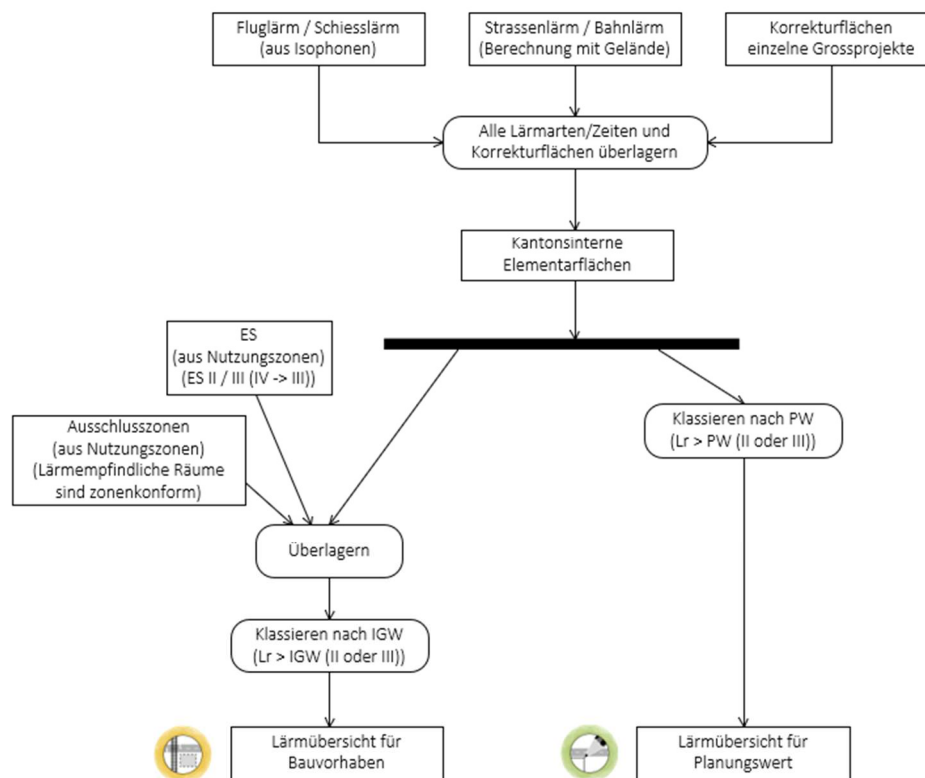 Fluglärm / Schiesslärm
(aus Isophonen)
Strassenlärm / Bahnlärm
(Berechnung mit Gelände)
Korrekturflächen
einzelne Grossprojekte
Alle Lärmarten/Zeiten und
Korrekturflächen überlagern
Kantonsinterne
Elementarflächen
ES
(aus Nutzungszonen)
(ES II / III (IV -> III))
Ausschlusszonen
(aus Nutzungszonen)
(Lärmempfindliche Räume
sind zonenkonform)
Klassieren nach PW
(Lr > PW (II oder III))
Überlagern
Klassieren nach IGW
(Lr > IGW (II oder III))
Lärmübersicht für
Bauvorhaben
Lärmübersicht für
Planungswert